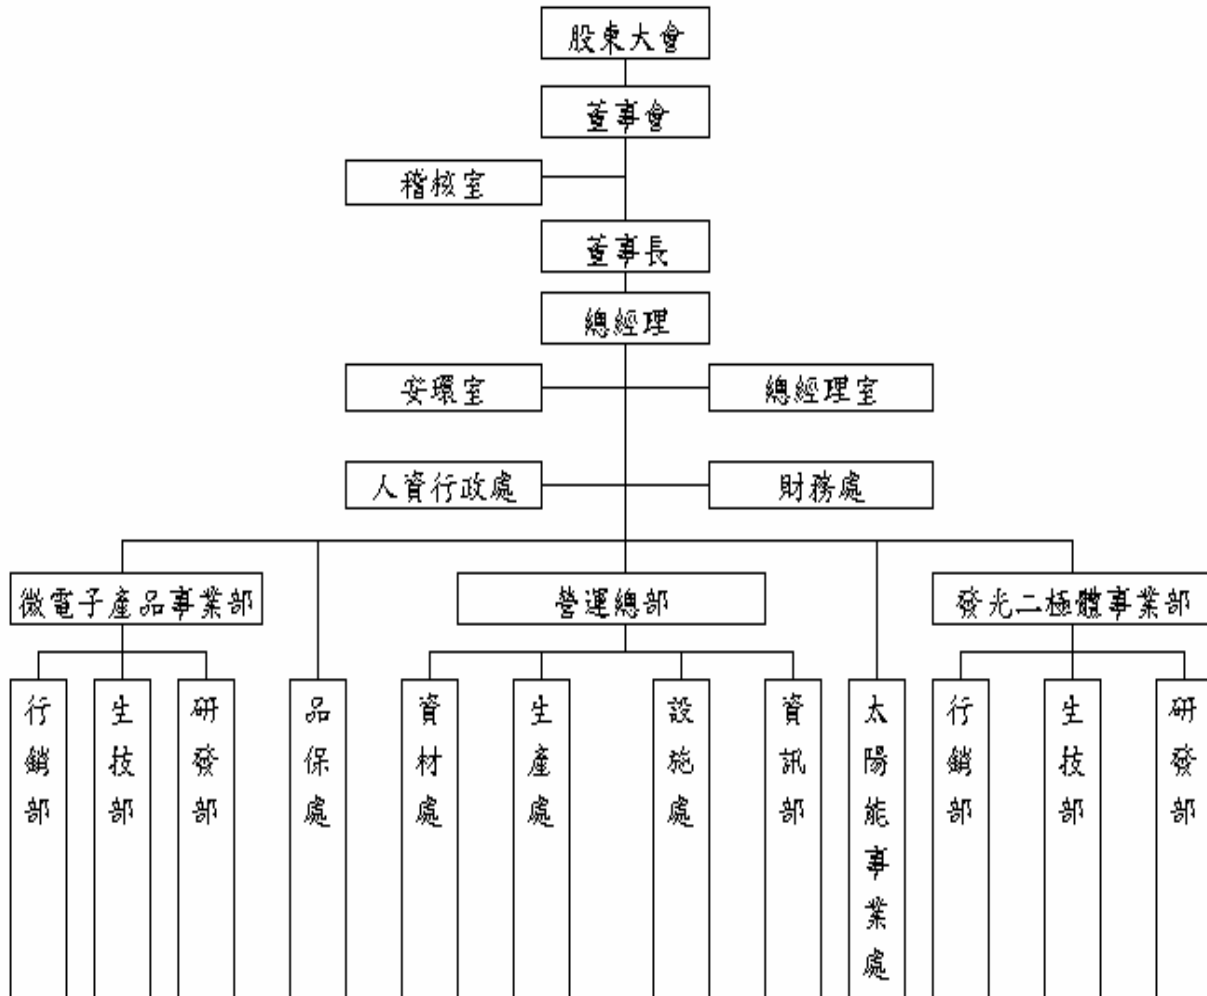 股東大會
董事會
稽核室
董事長
總經理
安環室
總經理室
人資行政處
財務處
微電子產品事業部
營運總部
發光二極體事業部
行銷部
生技部
研發部
品保處
資材處
生產處
設施處
資訊部
太陽能事業處
行銷部
生技部
研發部